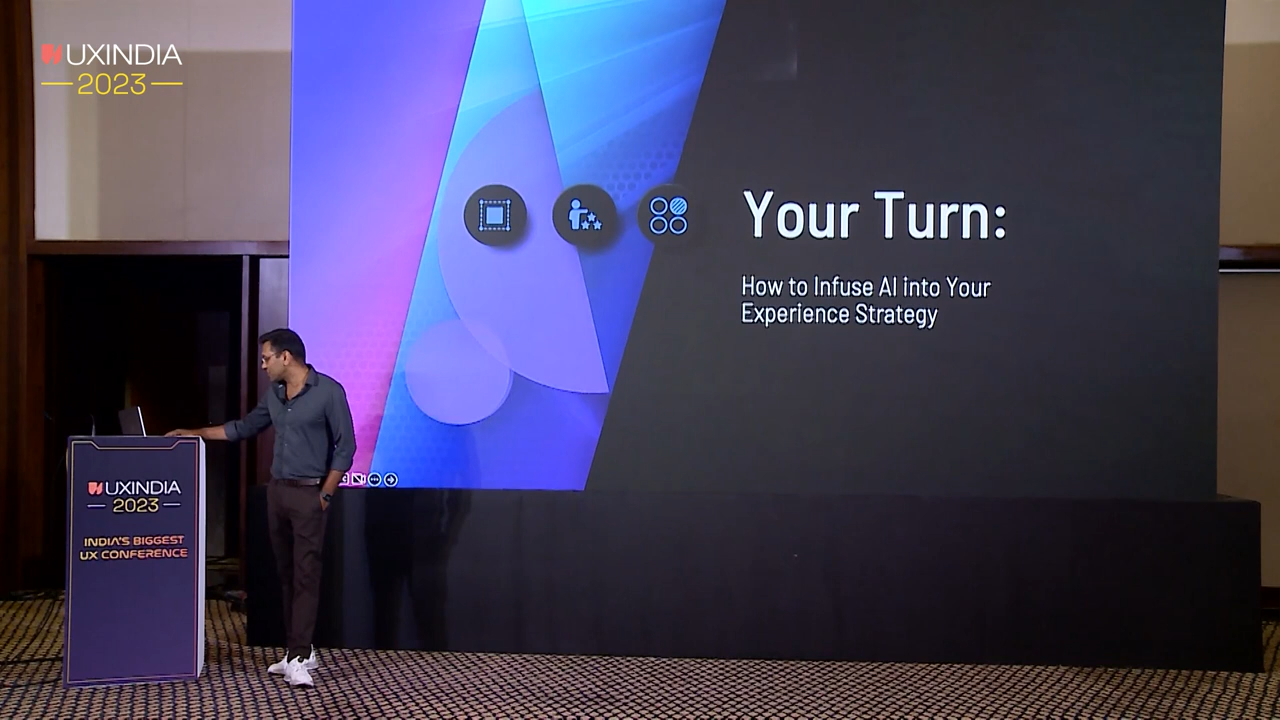 UXINDIA
2023
Your Turn:
How to Infuse AI into Your
Experience Strategy
UXINDIA
2023
INDIA'S BIGGEST
UX CONFERENCE